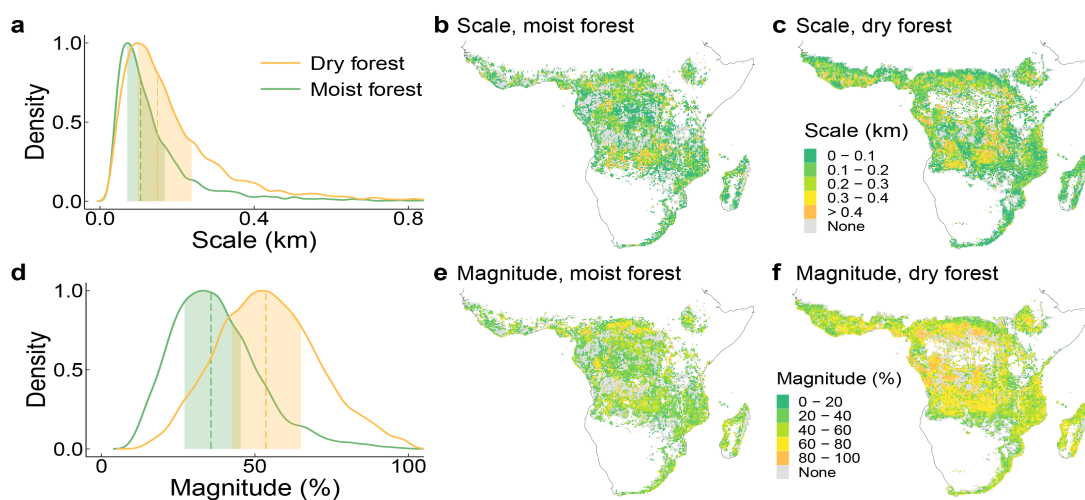 a
1.0
0.5
0.0
Density
Dry forest
Moist forest
0.0
0.4
0.8
Scale (km)
b Scale, moist forest
c Scale, dry forest
Scale (km)
0 – 0.1
0.1 – 0.2
0.2 – 0.3
0.3 – 0.4
> 0.4
None
d
1.0
0.5
0.0
Density
0
50
100
Magnitude (%)
e Magnitude, moist forest
f Magnitude, dry forest
Magnitude (%)
0 – 20
20 – 40
40 – 60
60 – 80
80 – 100
None